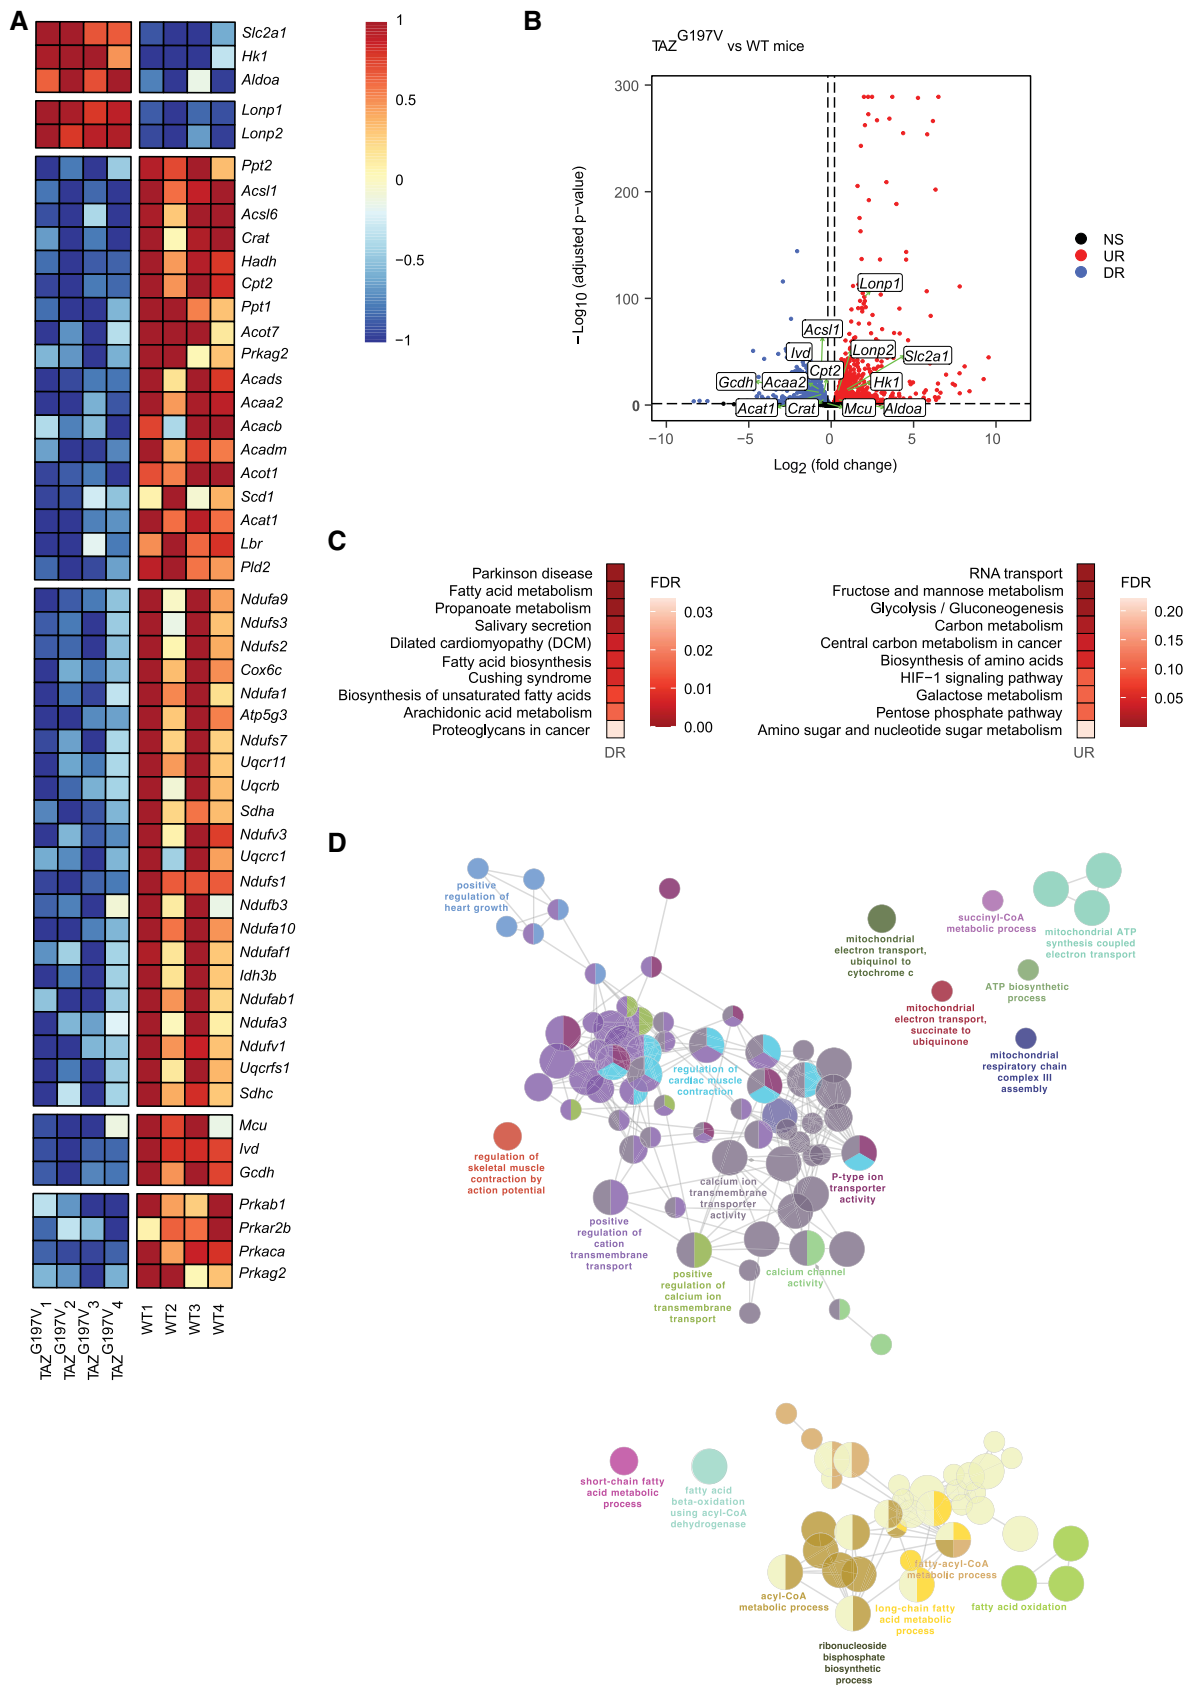 A
Slc2a1
Hk1
Aldoa
Lonp1
Lonp2
Ppt2
Acsl1
Acsl6
Crat
Hadh
Cpt2
Ppt1
Acot7
Prkag2
Acads
Acaa2
Acacb
Acadm
Acot1
Scd1
Acat1
Lbr
Pld2
Ndufa9
Ndufs3
Ndufs2
Cox6c
Ndufa1
Atp5g3
Ndufs7
Uqcr11
Uqcrb
Sdha
Ndufv3
Uqcrc1
Ndufs1
Ndufb3
Ndufa10
Ndufaf1
Idh3b
Ndufab1
Ndufa3
Ndufv1
Uqcrfs1
Sdhc
Mcu
Ivd
Gcdh
Prkab1
Prkar2b
Prkaca
Prkag2
TAZG197V1
TAZG197V2
TAZG197V3
TAZG197V4
WT1
WT2
WT3
WT4
1
0.5
0
−0.5
−1
B
TAZG197V vs WT mice
−Log10 (adjusted p−value)
300
200
100
0
−10
−5
0
5
10
Log2 (fold change)
Lonp1
Acsl1
Ivd
Lonp2
Slc2a1
Cpt2
Gcdh
Acaa2
Hk1
Acat1
Crat
Mcu
Aldoa
NS
UR
DR
C
Parkinson disease
Fatty acid metabolism
Propanoate metabolism
Salivary secretion
Dilated cardiomyopathy (DCM)
Fatty acid biosynthesis
Cushing syndrome
Biosynthesis of unsaturated fatty acids
Arachidonic acid metabolism
Proteoglycans in cancer
DR
FDR
0.03
0.02
0.01
0.00
RNA transport
Fructose and mannose metabolism
Glycolysis / Gluconeogenesis
Carbon metabolism
Central carbon metabolism in cancer
Biosynthesis of amino acids
HIF−1 signaling pathway
Galactose metabolism
Pentose phosphate pathway
Amino sugar and nucleotide sugar metabolism
UR
FDR
0.20
0.15
0.10
0.05
D
positive
regulation of
heart growth
mitochondrial
electron transport,
ubiquinol to
cytochrome c
succinyl-CoA
metabolic process
mitochondrial ATP
synthesis coupled
electron transport
ATP biosynthetic
process
mitochondrial
electron transport,
succinate to
ubiquinone
mitochondrial
respiratory chain
complex III
assembly
regulation of
cardiac muscle
contraction
regulation of
skeletal muscle
contraction by
action potential
calcium ion
transmembrane
transporter
activity
P-type ion
transporter
activity
positive
regulation of
cation
transmembrane
transport
positive
regulation of
calcium ion
transmembrane
transport
calcium channel
activity
short-chain fatty
acid metabolic
process
fatty acid
beta-oxidation
using acyl-CoA
dehydrogenase
fatty-acyl-CoA
metabolic process
acyl-CoA
metabolic process
long-chain fatty
acid metabolic
process
fatty acid oxidation
ribonucleoside
bisphosphate
biosynthetic
process